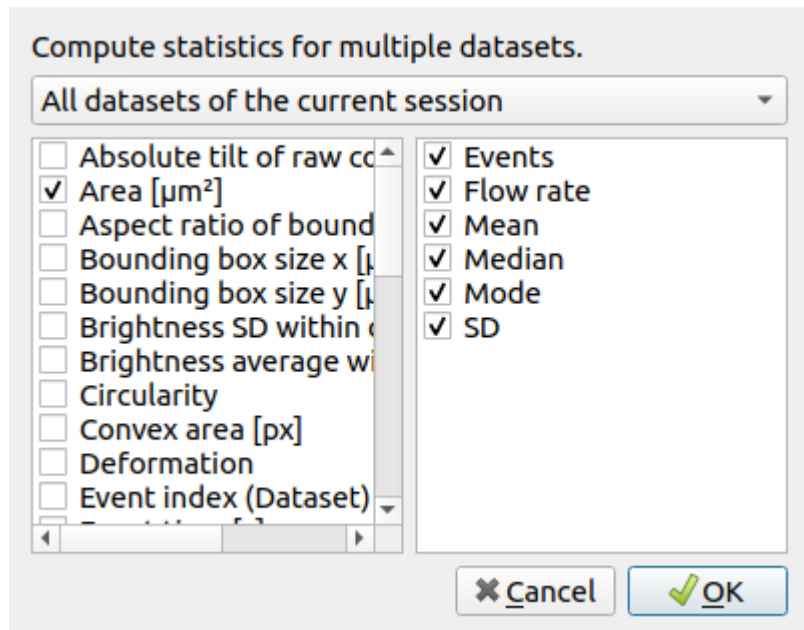 Compute statistics for multiple datasets.
All datasets of the current session
Absolute tilt of raw co
Area [µm²]
Aspect ratio of bound
Bounding box size x [
Bounding box size y [
Brightness SD within
Brightness average wi
Circularity
Convex area [px]
Deformation
Event index (Dataset)
Events
Flow rate
Mean
Median
Mode
SD
Cancel
OK